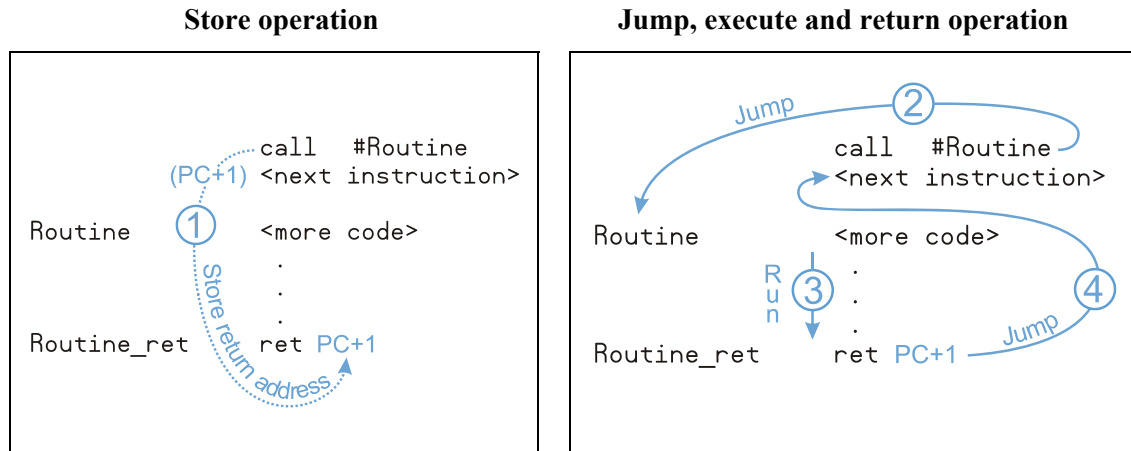 Store operation
call #Routine
(PC+1) <next instruction>
1
Routine <more code>
.
.
.
Store return address
Routine_ret ret PC+1
Jump, execute and return operation
Jump 2
call #Routine
<next instruction>
Routine <more code>
Run 3 . 4
.
.
Jump
Routine_ret ret PC+1